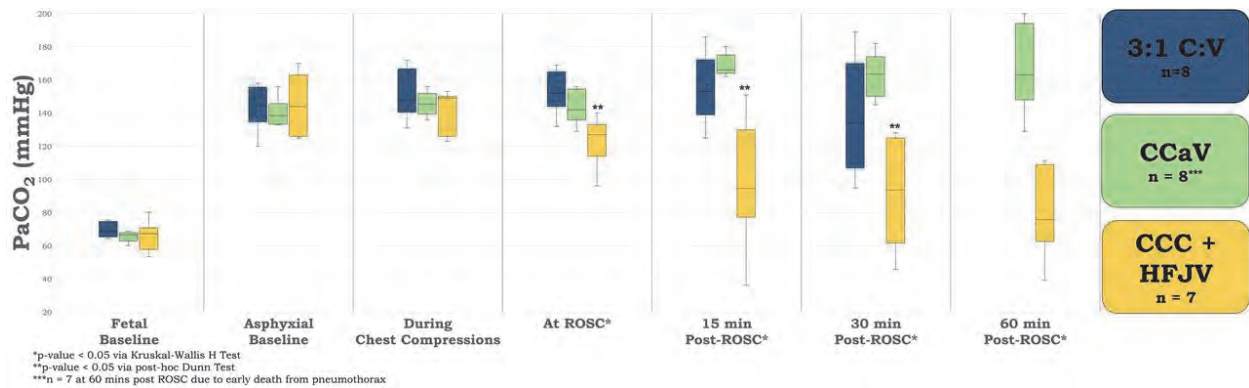 PaCO2 (mmHg)
200
180
160
140
120
100
80
60
40
20
**
**
**
Fetal
Baseline
Asphyxial
Baseline
During
Chest Compressions
At ROSC*
15 min
Post-ROSC*
30 min
Post-ROSC*
60 min
Post-ROSC*
3:1 C:V
n=8
CCaV
n = 8***
CCC +
HFJV
n = 7
*p-value < 0.05 via Kruskal-Wallis H Test
**p-value < 0.05 via post-hoc Dunn Test
***n = 7 at 60 mins post ROSC due to early death from pneumothorax